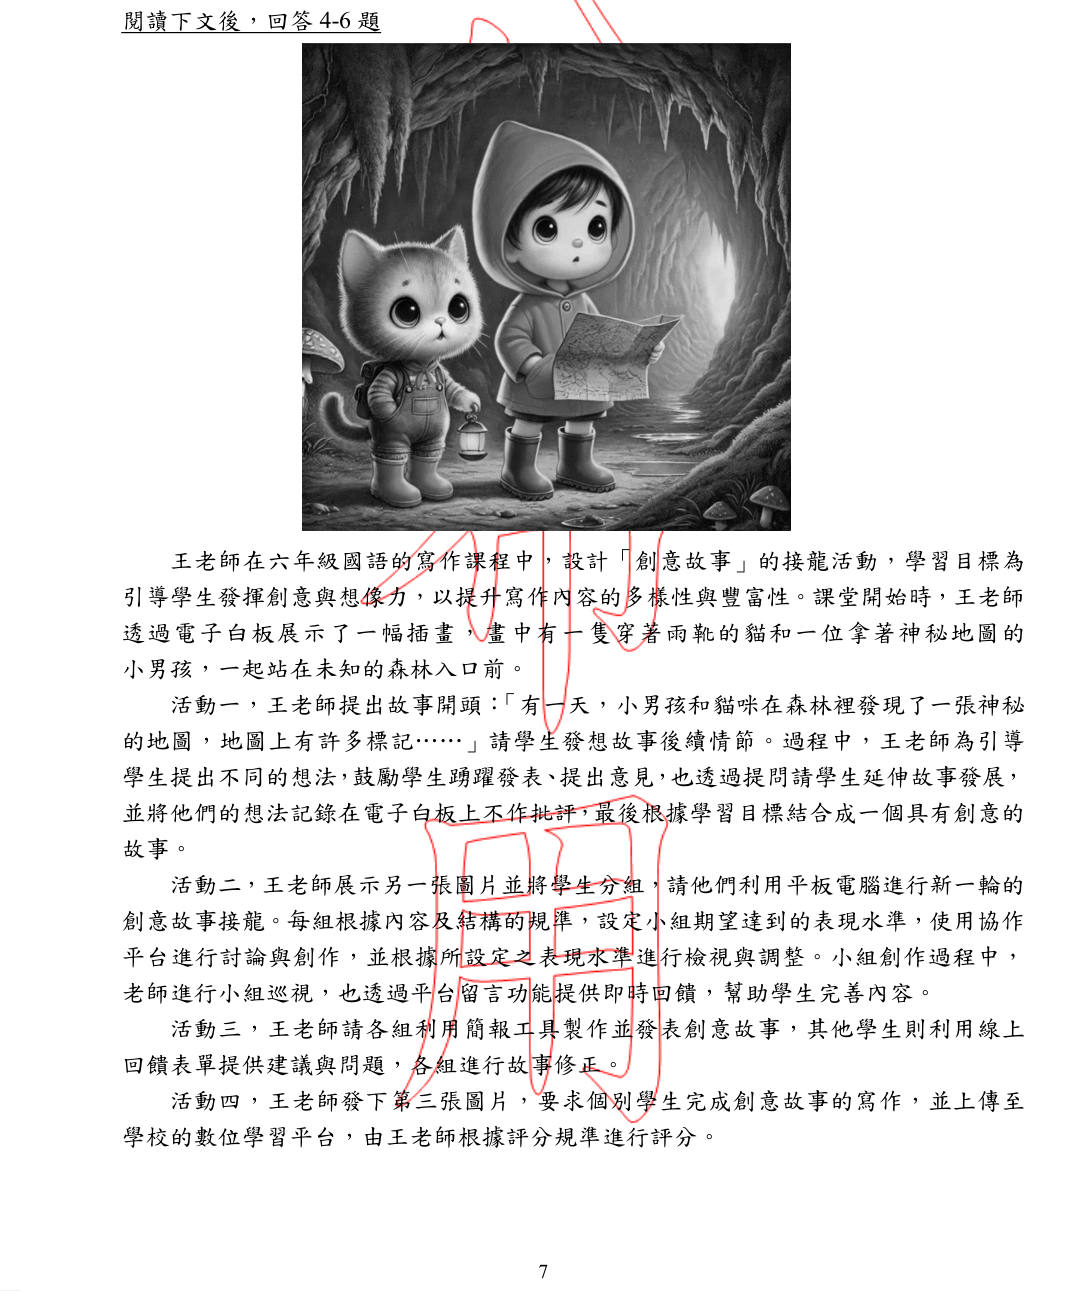 閱讀下文後，回答 4-6 題
王老師在六年級國語的寫作課程中，設計「創意故事」的接龍活動，學習目標為
引導學生發揮創意與想像力，以提升寫作內容的多樣性與豐富性。課堂開始時，王老師
透過電子白板展示了一幅插畫，畫中有一隻穿著雨靴的貓和一位拿著神秘地圖的
小男孩，一起站在未知的森林入口前。
活動一，王老師提出故事開頭：「有一天，小男孩和貓咪在森林裡發現了一張神秘
的地圖，地圖上有許多標記……」請學生發想故事後續情節。過程中，王老師為引導
學生提出不同的想法，鼓勵學生踴躍發表、提出意見，也透過提問請學生延伸故事發展，
並將他們的想法記錄在電子白板上不作批評，最後根據學習目標結合成一個具有創意的
故事。
活動二，王老師展示另一張圖片並將學生分組，請他們利用平板電腦進行新一輪的
創意故事接龍。每組根據內容及結構的規準，設定小組期望達到的表現水準，使用協作
平台進行討論與創作，並根據所設定之表現水準進行檢視與調整。小組創作過程中，
老師進行小組巡視，也透過平台留言功能提供即時回饋，幫助學生完善內容。
活動三，王老師請各組利用簡報工具製作並發表創意故事，其他學生則利用線上
回饋表單提供建議與問題，各組進行故事修正。
活動四，王老師發下第三張圖片，要求個別學生完成創意故事的寫作，並上傳至
學校的數位學習平台，由王老師根據評分規準進行評分。
用
7